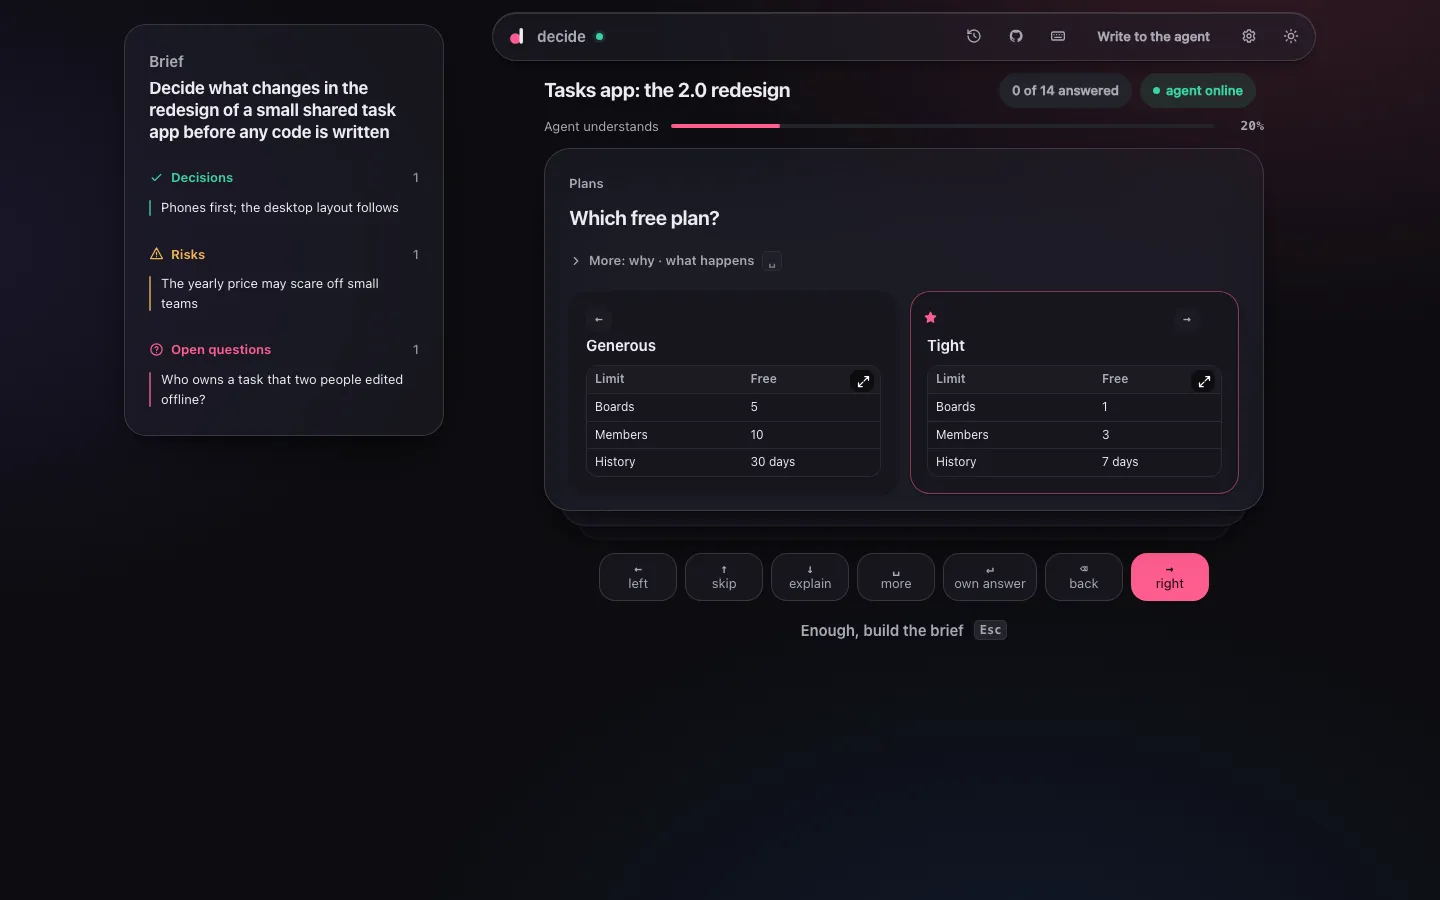 Brief
Decide what changes in the
redesign of a small shared task
app before any code is written
Decisions 1
Phones first; the desktop layout follows
Risks 1
The yearly price may scare off small
teams
Open questions 1
Who owns a task that two people edited
offline?
decide
Write to the agent
Tasks app: the 2.0 redesign
0 of 14 answered
agent online
Agent understands
20%
Plans
Which free plan?
More: why · what happens ␣
←
Generous
Limit Free
Boards 5
Members 10
History 30 days
→
Tight
Limit Free
Boards 1
Members 3
History 7 days
← left
↑ skip
↓ explain
␣ more
↵ own answer
⌫ back
→ right
Enough, build the brief Esc